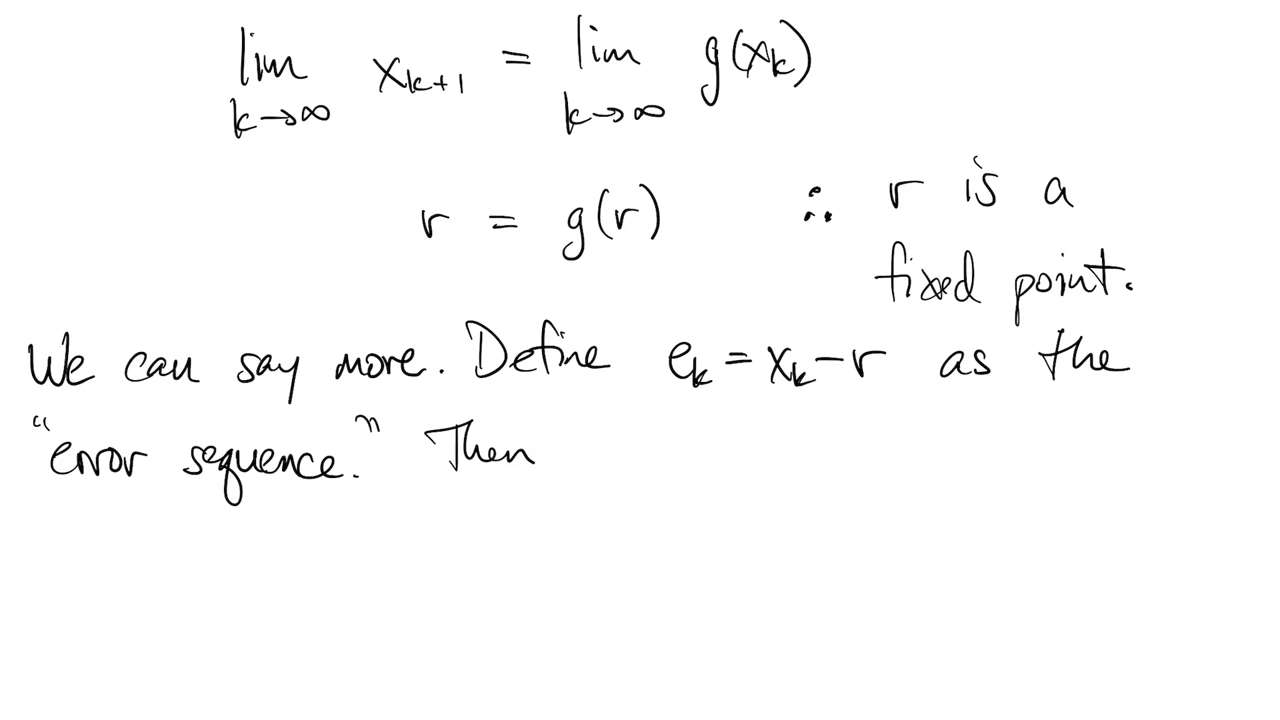 lim x_{k+1} = lim g(x_k)
k→∞ k→∞
r = g(r) ∴ r is a
fixed point.
We can say more. Define e_k = x_k - r as the
"error sequence." Then